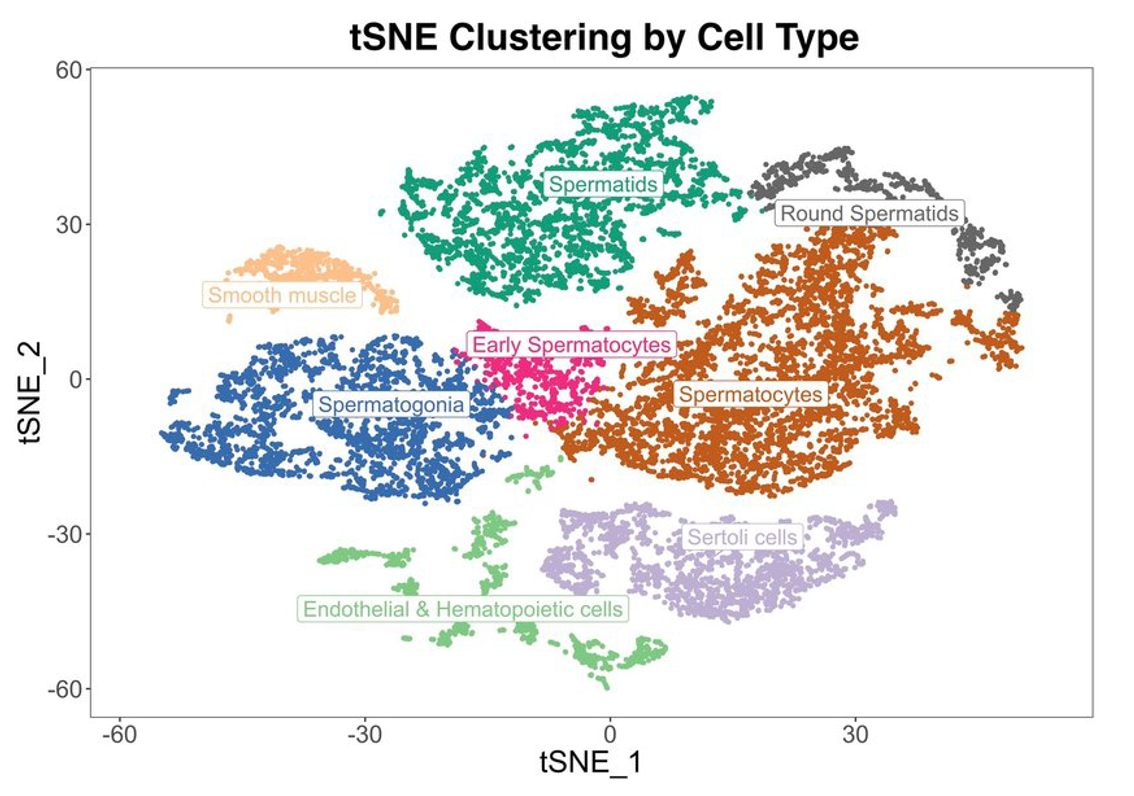 tSNE Clustering by Cell Type
60
Spermatids
Round Spermatids
30
Smooth muscle
Early Spermatocytes
0
Spermatocytes
Spermatogonia
tSNE_2
-30
Sertoli cells
Endothelial & Hematopoietic cells
-60
-60 -30 0 30
tSNE_1